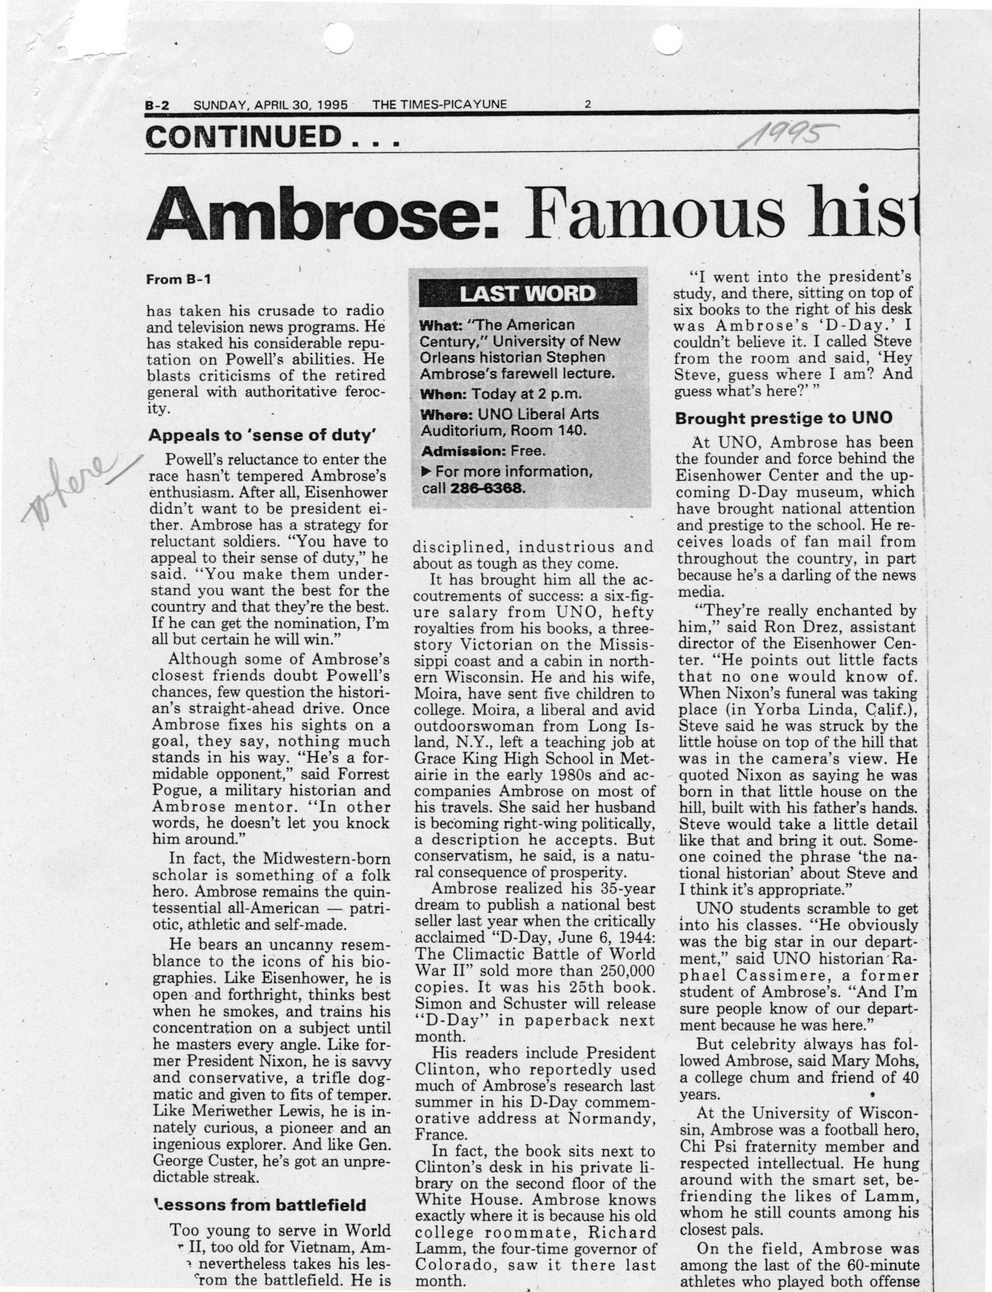 B-2 SUNDAY, APRIL 30, 1995 THE TIMES-PICAYUNE 2
CONTINUED . . .
1995
Ambrose: Famous hist
From B-1
has taken his crusade to radio
and television news programs. He
has staked his considerable repu-
tation on Powell's abilities. He
blasts criticisms of the retired
general with authoritative feroc-
ity.
Appeals to 'sense of duty'
where
Powell's reluctance to enter the
race hasn't tempered Ambrose's
enthusiasm. After all, Eisenhower
didn't want to be president ei-
ther. Ambrose has a strategy for
reluctant soldiers. "You have to
appeal to their sense of duty," he
said. "You make them under-
stand you want the best for the
country and that they're the best.
If he can get the nomination, I'm
all but certain he will win."
Although some of Ambrose's
closest friends doubt Powell's
chances, few question the histori-
an's straight-ahead drive. Once
Ambrose fixes his sights on a
goal, they say, nothing much
stands in his way. "He's a for-
midable opponent," said Forrest
Pogue, a military historian and
Ambrose mentor. "In other
words, he doesn't let you knock
him around."
In fact, the Midwestern-born
scholar is something of a folk
hero. Ambrose remains the quin-
tessential all-American — patri-
otic, athletic and self-made.
He bears an uncanny resem-
blance to the icons of his bio-
graphies. Like Eisenhower, he is
open and forthright, thinks best
when he smokes, and trains his
concentration on a subject until
he masters every angle. Like for-
mer President Nixon, he is savvy
and conservative, a trifle dog-
matic and given to fits of temper.
Like Meriwether Lewis, he is in-
nately curious, a pioneer and an
ingenious explorer. And like Gen.
George Custer, he's got an unpre-
dictable streak.
Lessons from battlefield
Too young to serve in World
II, too old for Vietnam, Am-
nevertheless takes his les-
from the battlefield. He is
LAST WORD
What: "The American
Century," University of New
Orleans historian Stephen
Ambrose's farewell lecture.
When: Today at 2 p.m.
Where: UNO Liberal Arts
Auditorium, Room 140.
Admission: Free.
▶ For more information,
call 286-6368.
disciplined, industrious and
about as tough as they come.
It has brought him all the ac-
coutrements of success: a six-fig-
ure salary from UNO, hefty
royalties from his books, a three-
story Victorian on the Missis-
sippi coast and a cabin in north-
ern Wisconsin. He and his wife,
Moira, have sent five children to
college. Moira, a liberal and avid
outdoorswoman from Long Is-
land, N.Y., left a teaching job at
Grace King High School in Met-
airie in the early 1980s and ac-
companies Ambrose on most of
his travels. She said her husband
is becoming right-wing politically,
a description he accepts. But
conservatism, he said, is a natu-
ral consequence of prosperity.
Ambrose realized his 35-year
dream to publish a national best
seller last year when the critically
acclaimed "D-Day, June 6, 1944:
The Climactic Battle of World
War II" sold more than 250,000
copies. It was his 25th book.
Simon and Schuster will release
"D-Day" in paperback next
month.
His readers include President
Clinton, who reportedly used
much of Ambrose's research last
summer in his D-Day commem-
orative address at Normandy,
France.
In fact, the book sits next to
Clinton's desk in his private li-
brary on the second floor of the
White House. Ambrose knows
exactly where it is because his old
college roommate, Richard
Lamm, the four-time governor of
Colorado, saw it there last
month.
"I went into the president's
study, and there, sitting on top of
six books to the right of his desk
was Ambrose's 'D-Day.' I
couldn't believe it. I called Steve
from the room and said, 'Hey
Steve, guess where I am? And
guess what's here?' "
Brought prestige to UNO
At UNO, Ambrose has been
the founder and force behind the
Eisenhower Center and the up-
coming D-Day museum, which
have brought national attention
and prestige to the school. He re-
ceives loads of fan mail from
throughout the country, in part
because he's a darling of the news
media.
"They're really enchanted by
him," said Ron Drez, assistant
director of the Eisenhower Cen-
ter. "He points out little facts
that no one would know of.
When Nixon's funeral was taking
place (in Yorba Linda, Calif.),
Steve said he was struck by the
little house on top of the hill that
was in the camera's view. He
quoted Nixon as saying he was
born in that little house on the
hill, built with his father's hands.
Steve would take a little detail
like that and bring it out. Some-
one coined the phrase 'the na-
tional historian' about Steve and
I think it's appropriate."
UNO students scramble to get
into his classes. "He obviously
was the big star in our depart-
ment," said UNO historian Ra-
phael Cassimere, a former
student of Ambrose's. "And I'm
sure people know of our depart-
ment because he was here."
But celebrity always has fol-
lowed Ambrose, said Mary Mohs,
a college chum and friend of 40
years.
At the University of Wiscon-
sin, Ambrose was a football hero,
Chi Psi fraternity member and
respected intellectual. He hung
around with the smart set, be-
friending the likes of Lamm,
whom he still counts among his
closest pals.
On the field, Ambrose was
among the last of the 60-minute
athletes who played both offense